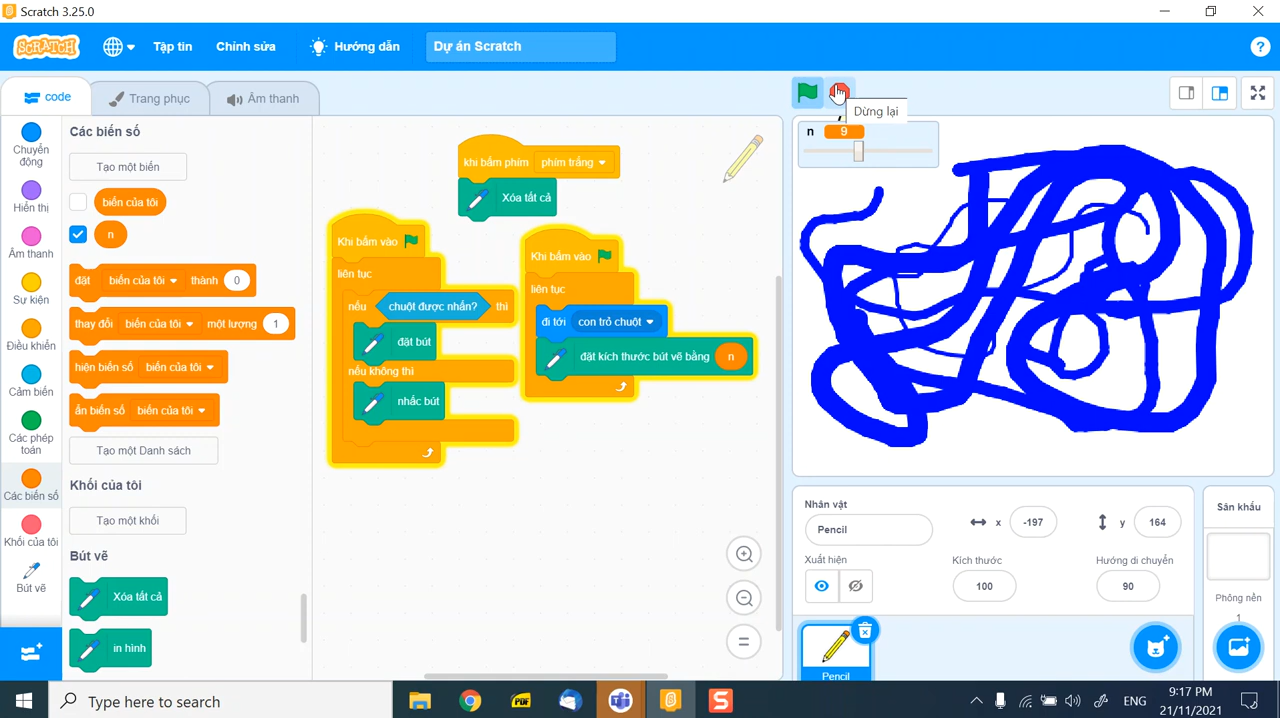 Scratch 3.25.0
SCRATCH
Tập tin
Chỉnh sửa
Hướng dẫn
Dự án Scratch
?
code
Trang phục
Âm thanh
Dừng lại
Chuyển động
Hiển thị
Âm thanh
Sự kiện
Điều khiển
Cảm biến
Các phép toán
Các biến số
Khối của tôi
Bút vẽ
Các biến số
Tạo một biến
biến của tôi
n
đặt biến của tôi thành 0
thay đổi biến của tôi một lượng 1
hiện biến số biến của tôi
ẩn biến số biến của tôi
Tạo một Danh sách
Khối của tôi
Tạo một khối
Bút vẽ
Xóa tất cả
in hình
khi bấm phím phím trắng
Xóa tất cả
Khi bấm vào
liên tục
nếu chuột được nhấn? thì
đặt bút
nếu không thì
nhấc bút
Khi bấm vào
liên tục
đi tới con trỏ chuột
đặt kích thước bút vẽ bằng n
n 9
Nhân vật
Pencil
x -197
y 164
Xuất hiện
Kích thước
100
Hướng di chuyển
90
Pencil
Sân khấu
Phông nền
1
Type here to search
PDF
ENG
9:17 PM
21/11/2021